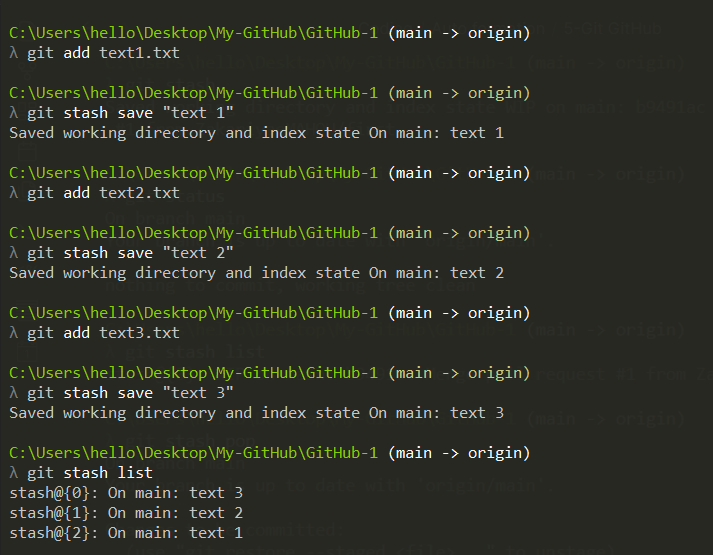 C:\Users\hello\Desktop\My-GitHub\GitHub-1 (main -> origin)
λ git add text1.txt
C:\Users\hello\Desktop\My-GitHub\GitHub-1 (main -> origin)
λ git stash save "text 1"
Saved working directory and index state On main: text 1
C:\Users\hello\Desktop\My-GitHub\GitHub-1 (main -> origin)
λ git add text2.txt
C:\Users\hello\Desktop\My-GitHub\GitHub-1 (main -> origin)
λ git stash save "text 2"
Saved working directory and index state On main: text 2
C:\Users\hello\Desktop\My-GitHub\GitHub-1 (main -> origin)
λ git add text3.txt
C:\Users\hello\Desktop\My-GitHub\GitHub-1 (main -> origin)
λ git stash save "text 3"
Saved working directory and index state On main: text 3
C:\Users\hello\Desktop\My-GitHub\GitHub-1 (main -> origin)
λ git stash list
stash@{0}: On main: text 3
stash@{1}: On main: text 2
stash@{2}: On main: text 1